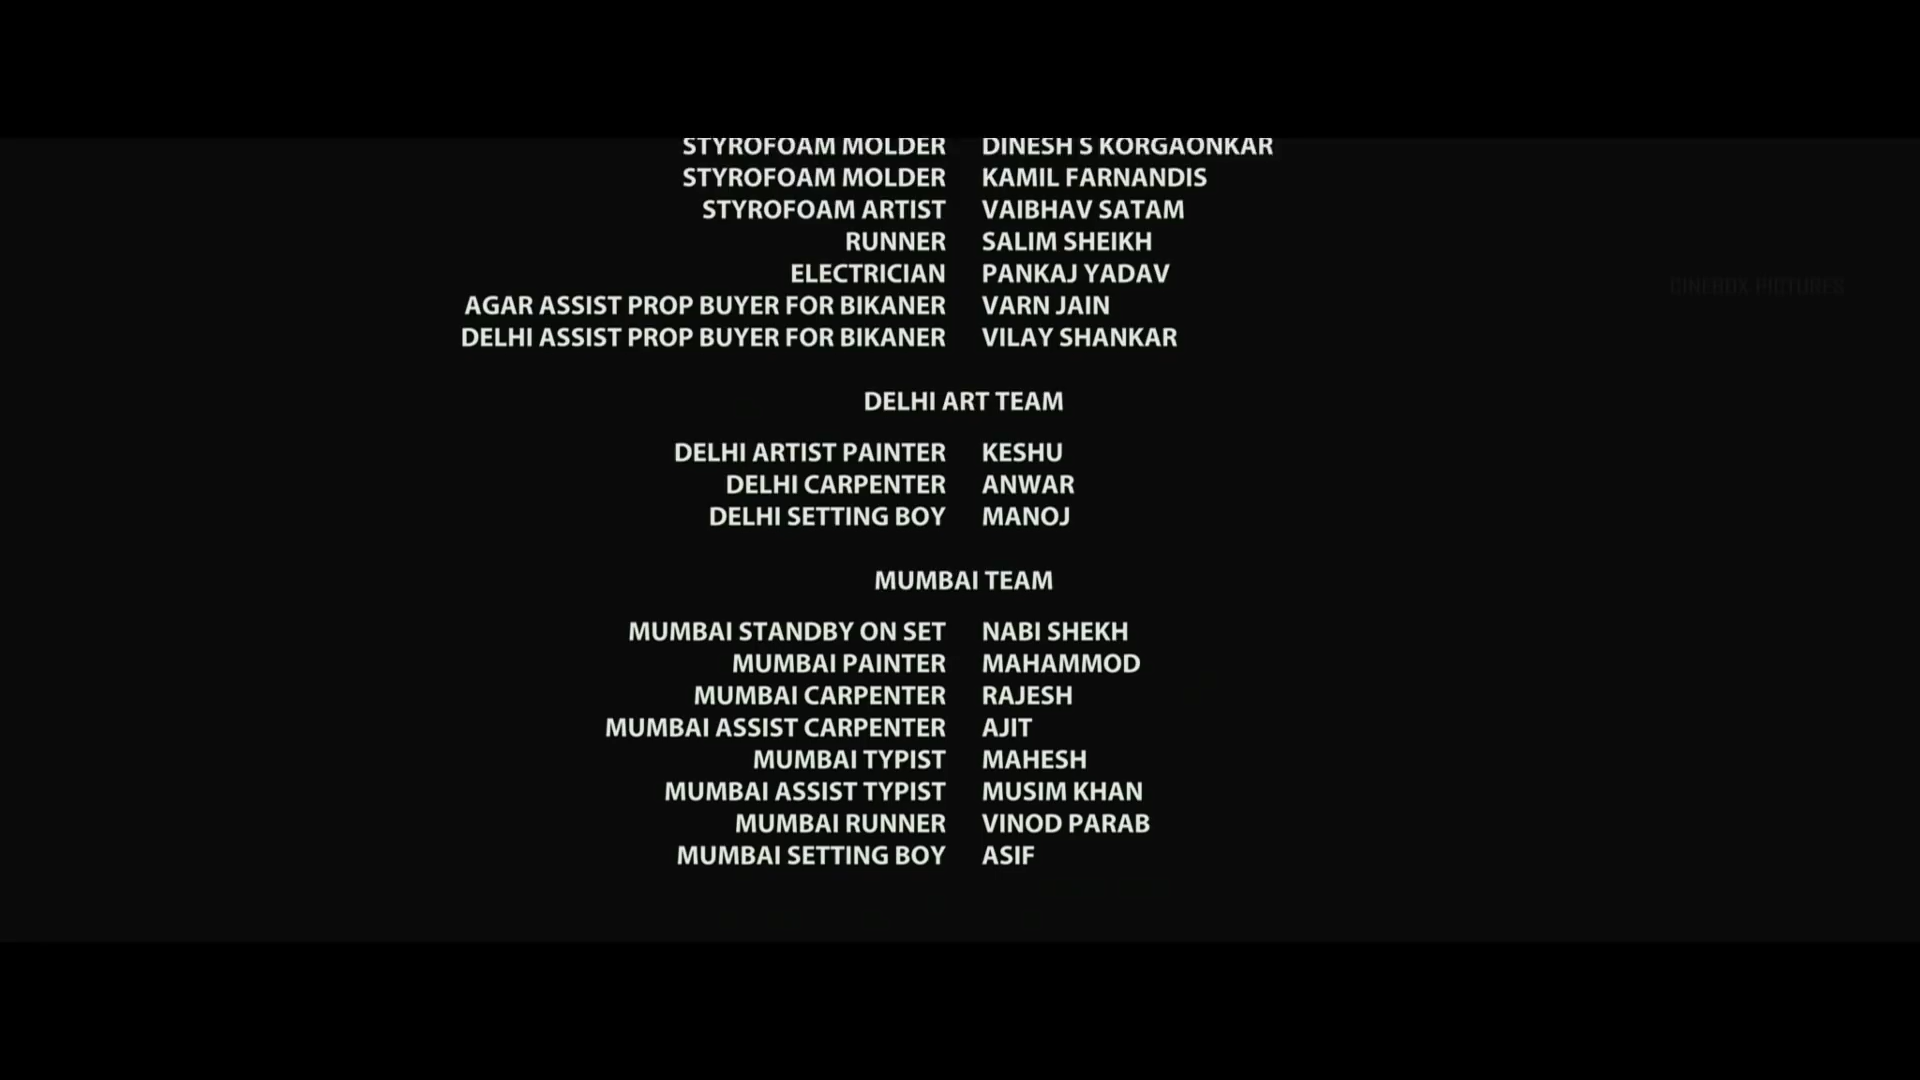 STYROFOAM MOLDER DINESH S KORGAONKAR
STYROFOAM MOLDER KAMIL FARNANDIS
STYROFOAM ARTIST VAIBHAV SATAM
RUNNER SALIM SHEIKH
ELECTRICIAN PANKAJ YADAV
AGAR ASSIST PROP BUYER FOR BIKANER VARN JAIN
DELHI ASSIST PROP BUYER FOR BIKANER VILAY SHANKAR
CINEBOX PICTURES
DELHI ART TEAM
DELHI ARTIST PAINTER KESHU
DELHI CARPENTER ANWAR
DELHI SETTING BOY MANOJ
MUMBAI TEAM
MUMBAI STANDBY ON SET NABI SHEKH
MUMBAI PAINTER MAHAMMOD
MUMBAI CARPENTER RAJESH
MUMBAI ASSIST CARPENTER AJIT
MUMBAI TYPIST MAHESH
MUMBAI ASSIST TYPIST MUSIM KHAN
MUMBAI RUNNER VINOD PARAB
MUMBAI SETTING BOY ASIF